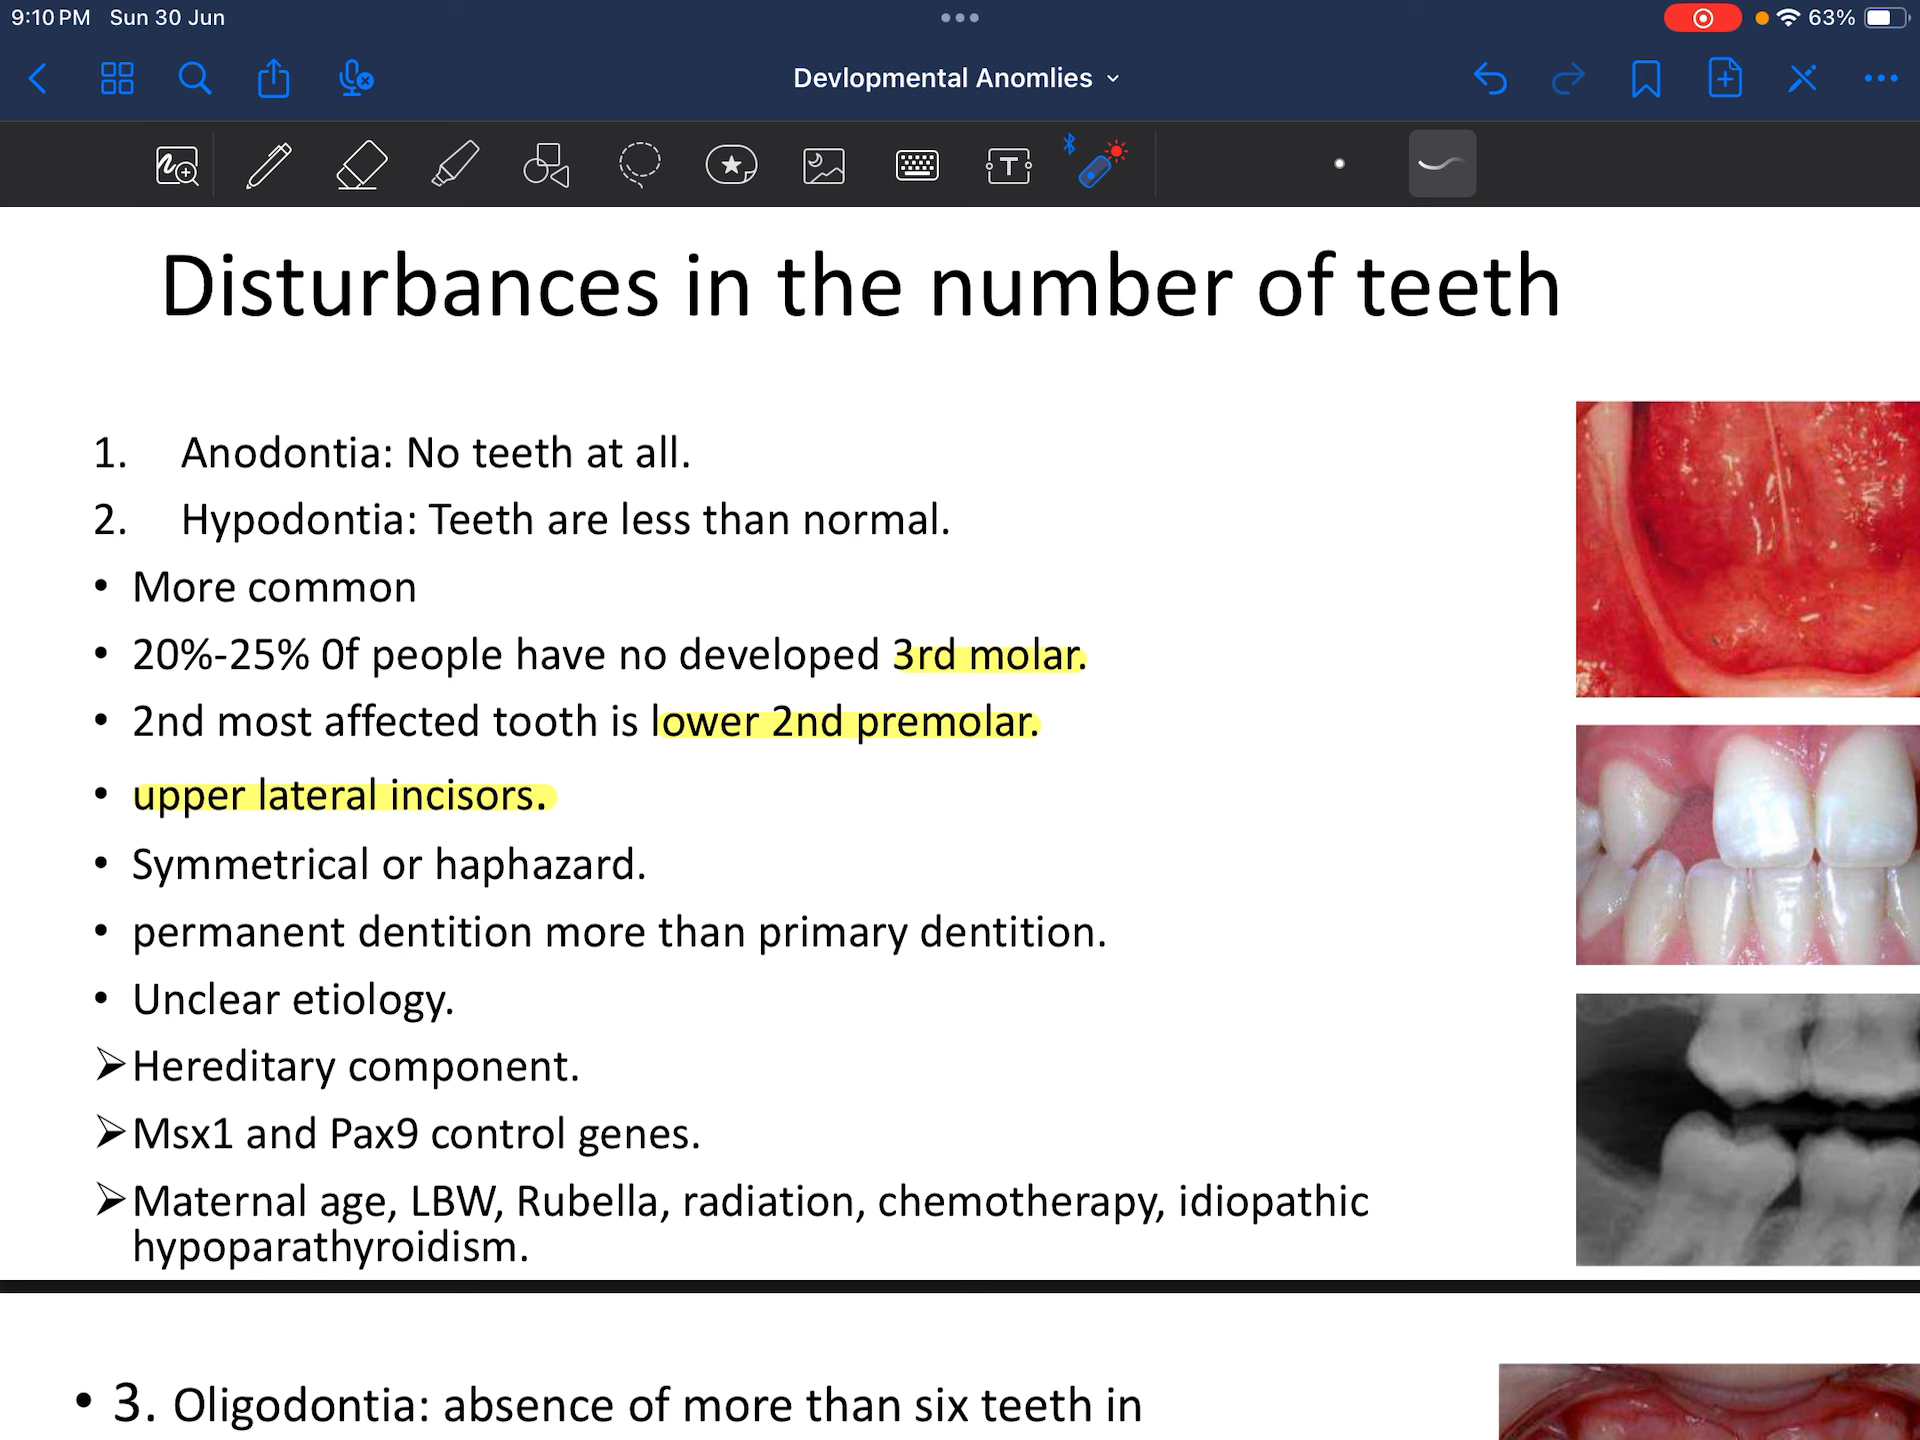 9:10 PM Sun 30 Jun
63%
Devlopmental Anomlies
T
Disturbances in the number of teeth
1. Anodontia: No teeth at all.
2. Hypodontia: Teeth are less than normal.
• More common
• 20%-25% 0f people have no developed 3rd molar.
• 2nd most affected tooth is lower 2nd premolar.
• upper lateral incisors.
• Symmetrical or haphazard.
• permanent dentition more than primary dentition.
• Unclear etiology.
➢Hereditary component.
➢Msx1 and Pax9 control genes.
➢Maternal age, LBW, Rubella, radiation, chemotherapy, idiopathic
hypoparathyroidism.
• 3. Oligodontia: absence of more than six teeth in